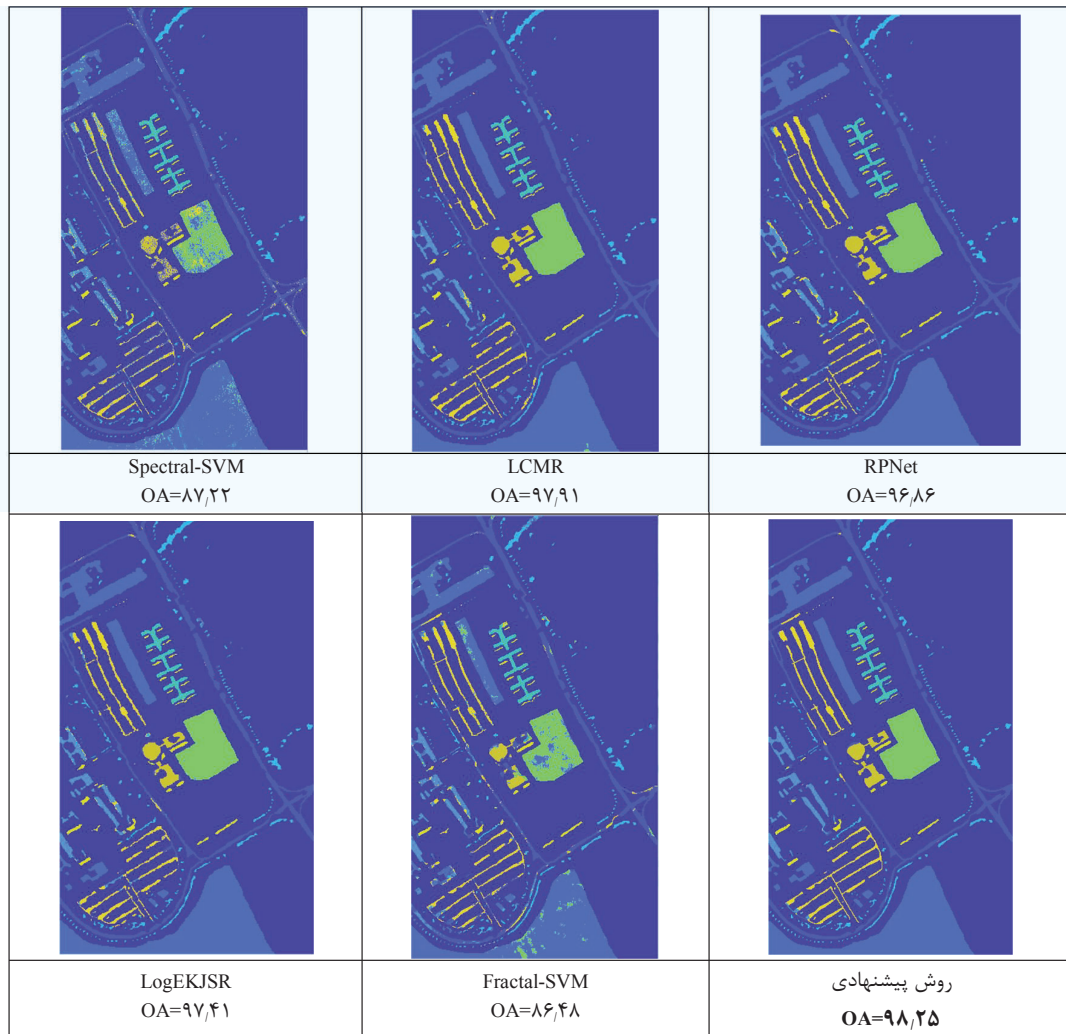 Spectral-SVM
OA=۸۷٫۲۲
LCMR
OA=۹۷٫۹۱
RPNet
OA=۹۶٫۸۶
LogEKJSR
OA=۹۷٫۴۱
Fractal-SVM
OA=۸۶٫۴۸
روش پیشنهادی
OA=۹۸٫۲۵